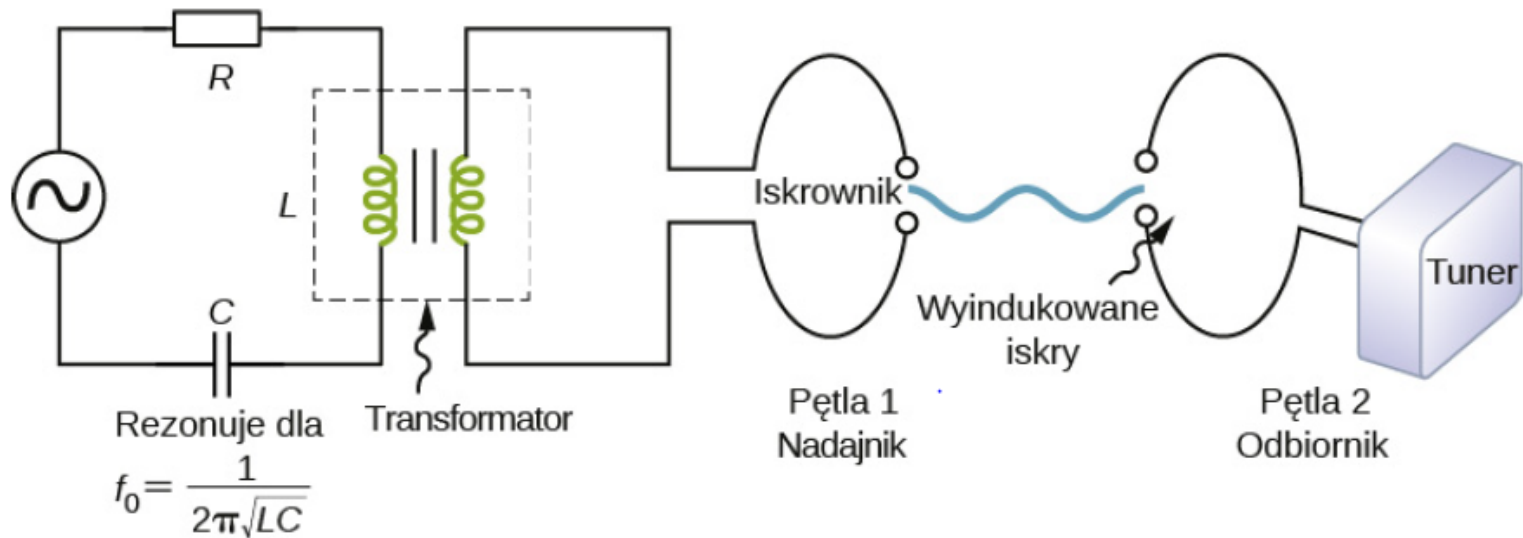 R
L
C
Rezonuje dla
f₀ = 1 / 2π√LC
Transformator
Iskrownik
Wyindukowane
iskry
Pętla 1
Nadajnik
Pętla 2
Odbiornik
Tuner